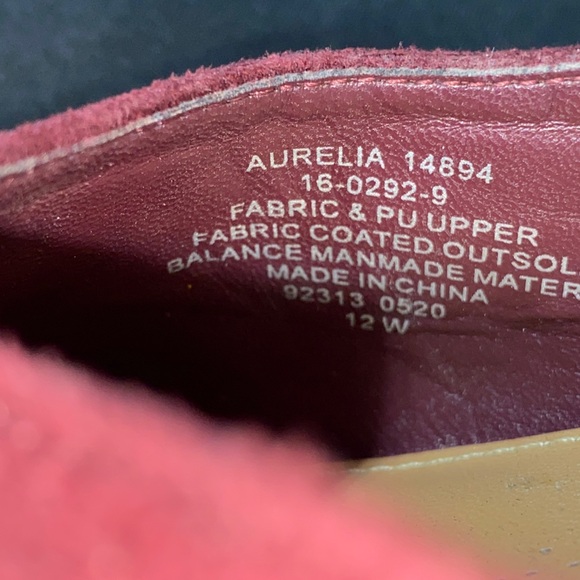 AURELIA 14894
16-0292-9
FABRIC & PU UPPER
FABRIC COATED OUTSOL
BALANCE MANMADE MATER
MADE IN CHINA
92313 0520
12 W